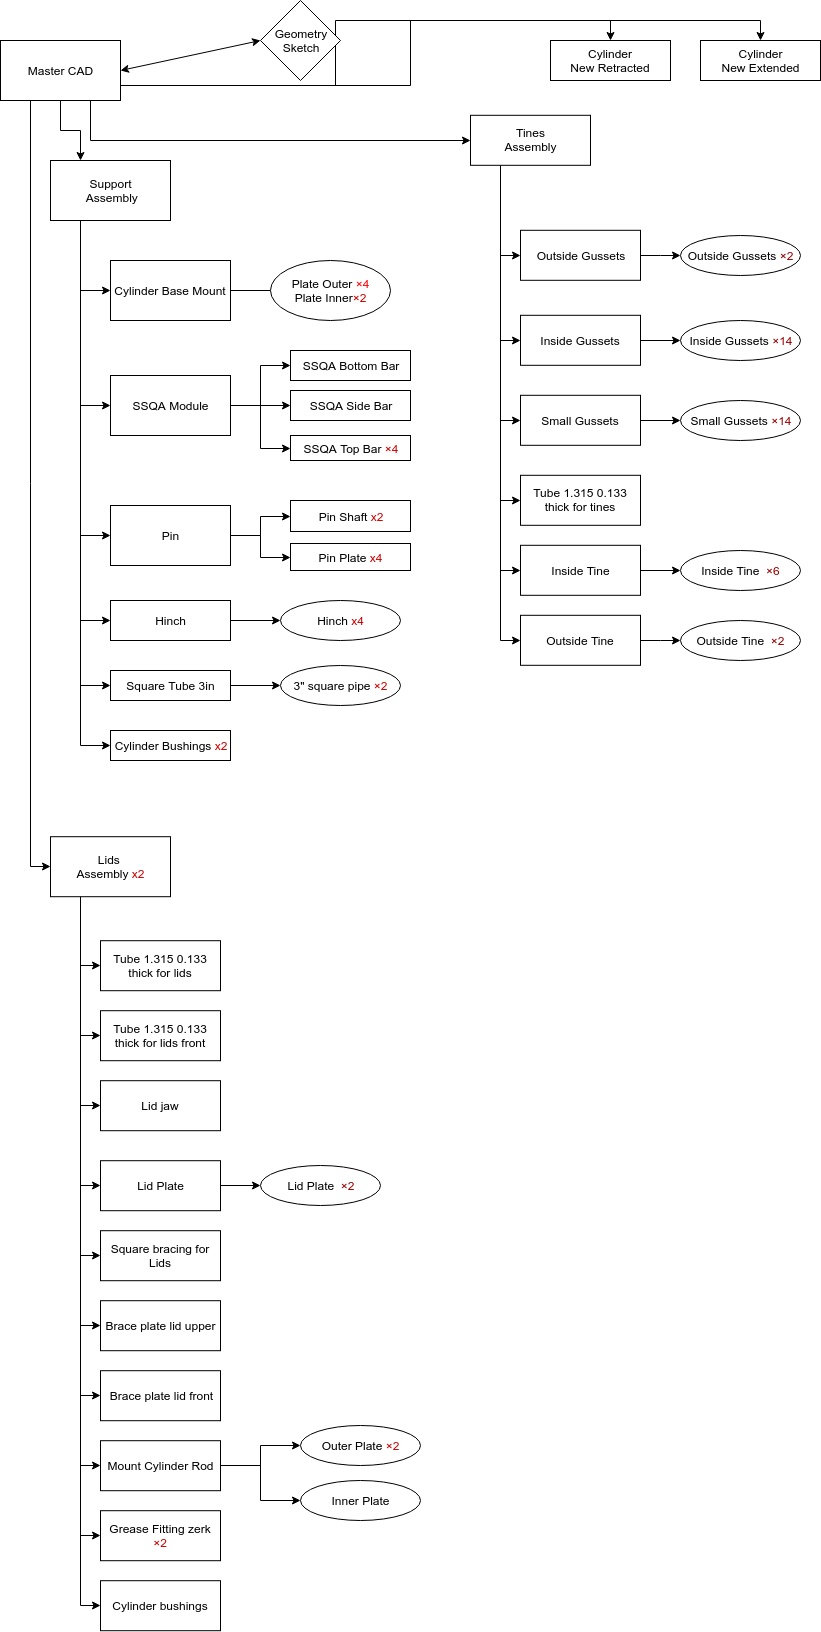 Geometry
Sketch
Master CAD
Cylinder
New Retracted
Cylinder
New Extended
Tines
Assembly
Support
Assembly
Cylinder Base Mount
Plate Outer ×4
Plate Inner×2
SSQA Module
SSQA Bottom Bar
SSQA Side Bar
SSQA Top Bar ×4
Pin
Pin Shaft x2
Pin Plate x4
Hinch
Hinch x4
Square Tube 3in
3" square pipe ×2
Cylinder Bushings x2
Outside Gussets
Outside Gussets ×2
Inside Gussets
Inside Gussets ×14
Small Gussets
Small Gussets ×14
Tube 1.315 0.133
thick for tines
Inside Tine
Inside Tine ×6
Outside Tine
Outside Tine ×2
Lids
Assembly x2
Tube 1.315 0.133
thick for lids
Tube 1.315 0.133
thick for lids front
Lid jaw
Lid Plate
Lid Plate ×2
Square bracing for
Lids
Brace plate lid upper
Brace plate lid front
Mount Cylinder Rod
Outer Plate ×2
Inner Plate
Grease Fitting zerk
×2
Cylinder bushings